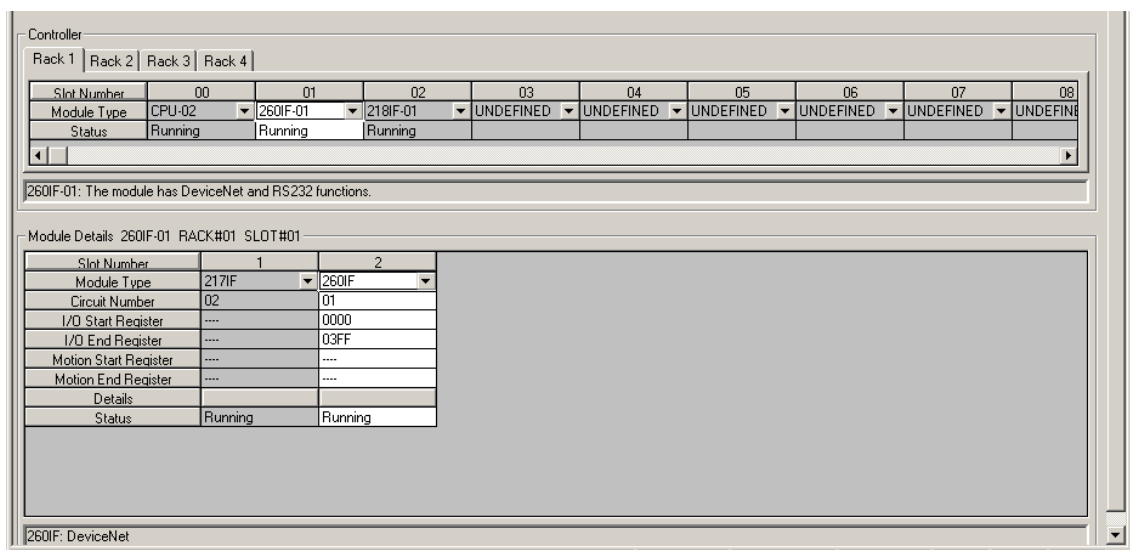 Controller
Rack 1 Rack 2 Rack 3 Rack 4
Slot Number 00 01 02 03 04 05 06 07 08
Module Type CPU-02 260IF-01 218IF-01 UNDEFINED UNDEFINED UNDEFINED UNDEFINED UNDEFINED UNDEFINE
Status Running Running Running
260IF-01: The module has DeviceNet and RS232 functions.
Module Details 260IF-01 RACK#01 SLOT#01
Slot Number 1 2
Module Type 217IF 260IF
Circuit Number 02 01
I/O Start Register ---- 0000
I/O End Register ---- 03FF
Motion Start Register ---- ----
Motion End Register ---- ----
Details
Status Running Running
260IF: DeviceNet